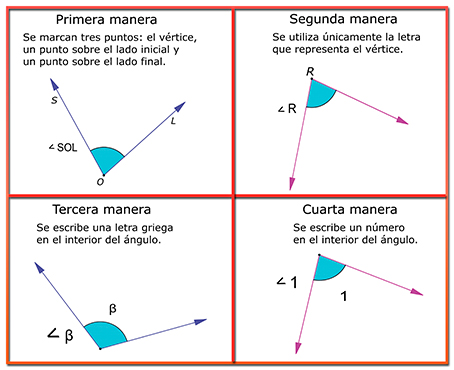 Primera manera
Se marcan tres puntos: el vértice,
un punto sobre el lado inicial y
un punto sobre el lado final.
S
L
∠ SOL
O
Segunda manera
Se utiliza únicamente la letra
que representa el vértice.
R
∠ R
Tercera manera
Se escribe una letra griega
en el interior del ángulo.
β
∠ β
Cuarta manera
Se escribe un número
en el interior del ángulo.
∠ 1
1